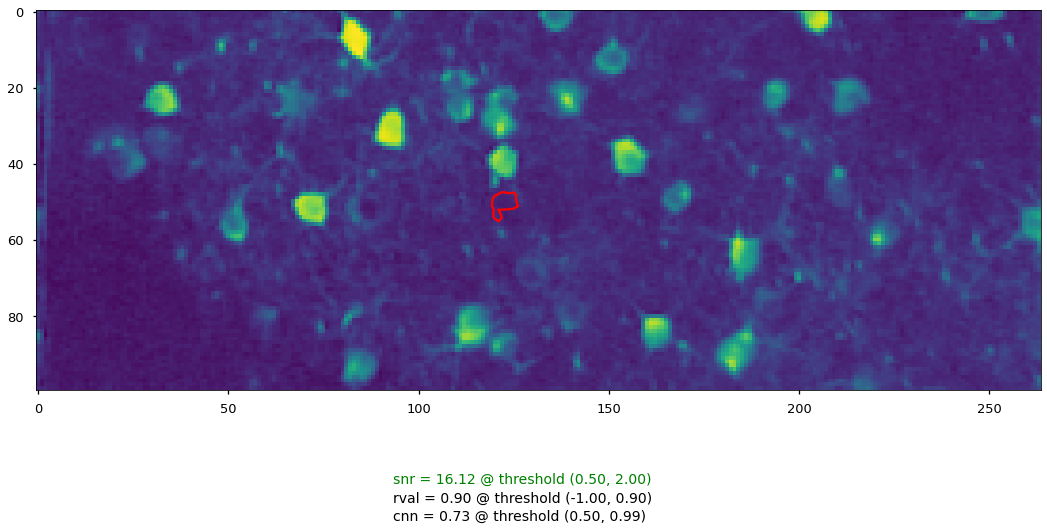 0
20
40
60
80
0 50 100 150 200 250
snr = 16.12 @ threshold (0.50, 2.00)
rval = 0.90 @ threshold (-1.00, 0.90)
cnn = 0.73 @ threshold (0.50, 0.99)